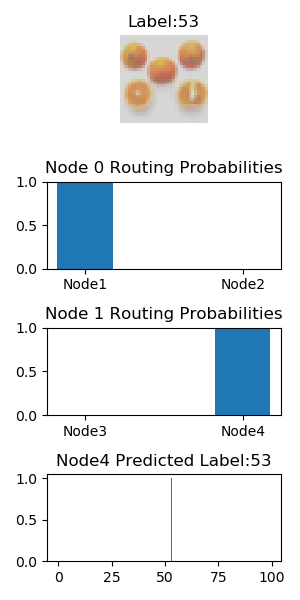 Label:53
Node 0 Routing Probabilities
1.0
0.5
0.0
Node1 Node2
Node 1 Routing Probabilities
1.0
0.5
0.0
Node3 Node4
Node4 Predicted Label:53
1.0
0.5
0.0
0 25 50 75 100